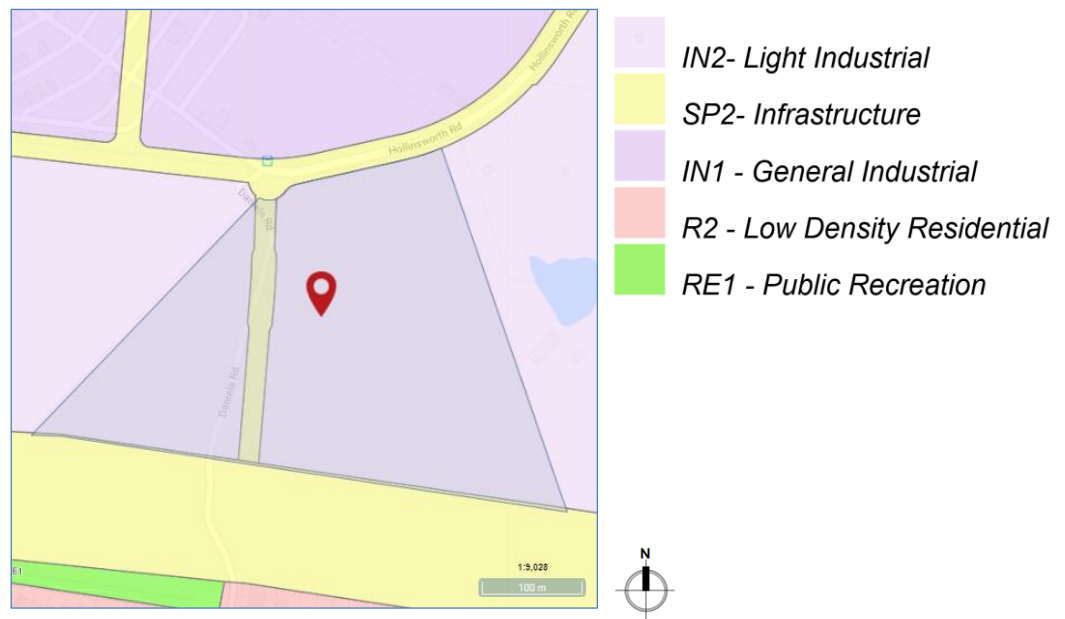 Hollinsworth Rd
Hollinsworth Rd
Daniels Rd
Daniels Rd
E1
1:9,028
100 m
IN2- Light Industrial
SP2- Infrastructure
IN1 - General Industrial
R2 - Low Density Residential
RE1 - Public Recreation
N